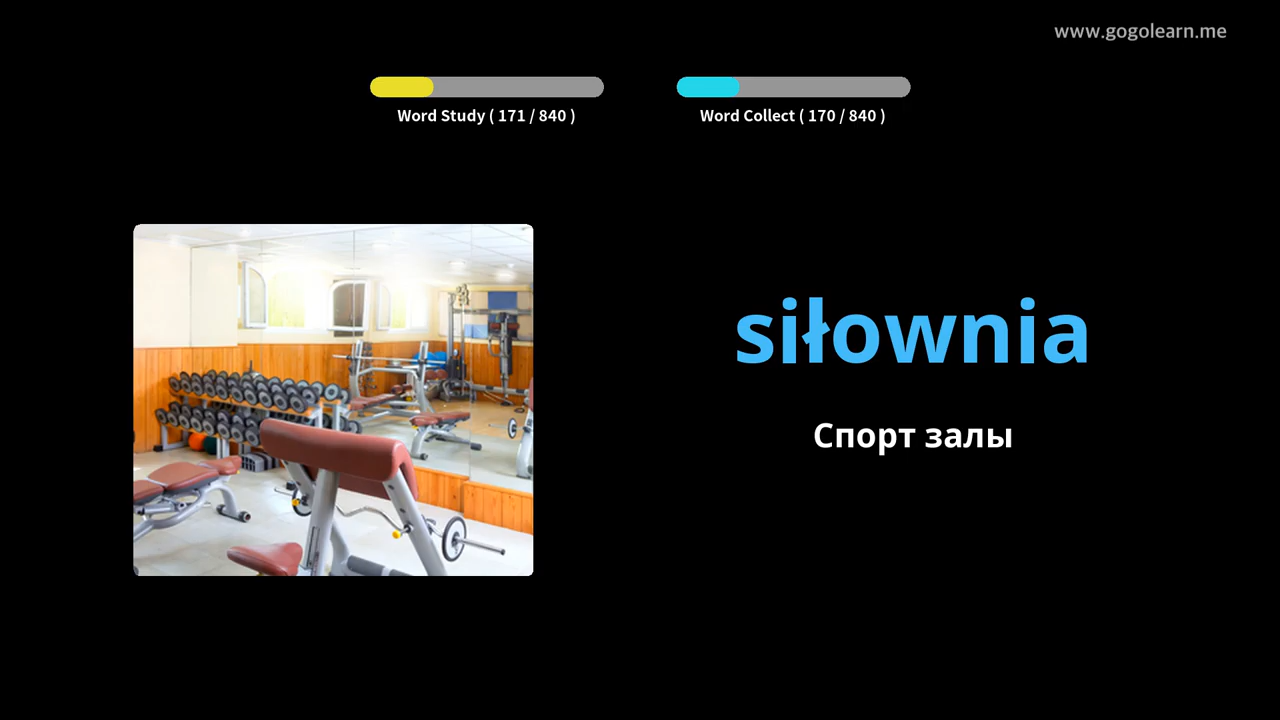 www.gogolearn.me
Word Study ( 171 / 840 )
Word Collect ( 170 / 840 )
siłownia
Спорт залы